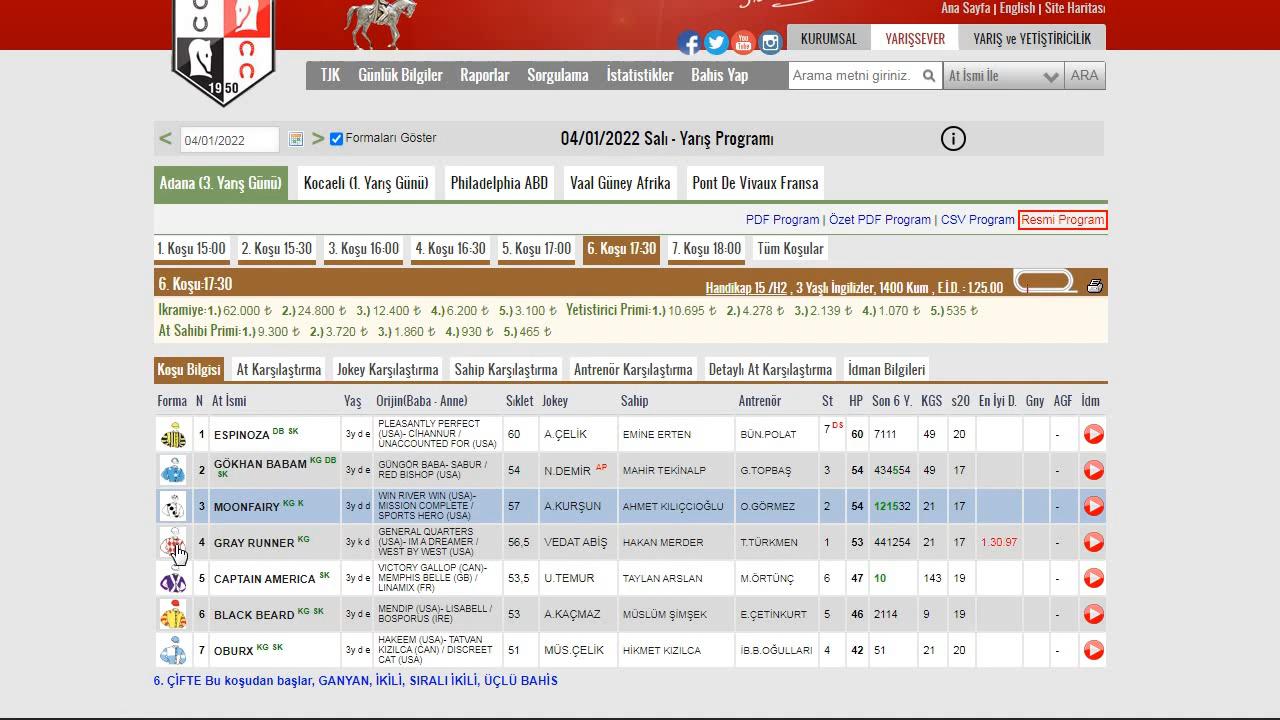 Ana Sayfa | English | Site Haritası
KURUMSAL YARIŞSEVER YARIŞ ve YETİŞTİRİCİLİK
1950
TJK Günlük Bilgiler Raporlar Sorgulama İstatistikler Bahis Yap Arama metni giriniz. At İsmi İle ARA
< 04/01/2022 > Formaları Göster 04/01/2022 Salı - Yarış Programı
Adana (3. Yarış Günü) Kocaeli (1. Yarış Günü) Philadelphia ABD Vaal Güney Afrika Pont De Vivaux Fransa
PDF Program | Özet PDF Program | CSV Program Resmi Program
1. Koşu 15:00 2. Koşu 15:30 3. Koşu 16:00 4. Koşu 16:30 5. Koşu 17:00 6. Koşu 17:30 7. Koşu 18:00 Tüm Koşular
6. Koşu:17:30 Handikap 15 /H2 , 3 Yaşlı İngilizler, 1400 Kum , E.İ.D. : 1.25.00
İkramiye: 1.) 62.000 ₺ 2.) 24.800 ₺ 3.) 12.400 ₺ 4.) 6.200 ₺ 5.) 3.100 ₺ Yetistirici Primi: 1.) 10.695 ₺ 2.) 4.278 ₺ 3.) 2.139 ₺ 4.) 1.070 ₺ 5.) 535 ₺
At Sahibi Primi: 1.) 9.300 ₺ 2.) 3.720 ₺ 3.) 1.860 ₺ 4.) 930 ₺ 5.) 465 ₺
Koşu Bilgisi At Karşılaştırma Jokey Karşılaştırma Sahip Karşılaştırma Antrenör Karşılaştırma Detaylı At Karşılaştırma İdman Bilgileri
Forma N At İsmi Yaş Orijin(Baba - Anne) Sıklet Jokey Sahip Antrenör St HP Son 6 Y. KGS s20 En İyi D. Gny AGF İdm
1 ESPINOZA DB SK 3y d e PLEASANTLY PERFECT (USA)- CİHANNUR / UNACCOUNTED FOR (USA) 60 A.ÇELİK EMINE ERTEN BÜN.POLAT 7 DS 60 7111 49 20 -
2 GÖKHAN BABAM KG DB SK 3y d e GÜNGÖR BABA- SABUR / RED BISHOP (USA) 54 N.DEMİR AP MAHİR TEKİNALP G.TOPBAŞ 3 54 434554 49 17 -
3 MOONFAIRY KG K 3y d d WIN RIVER WIN (USA)- MISSION COMPLETE / SPORTS HERO (USA) 57 A.KURŞUN AHMET KILIÇCIOĞLU O.GÖRMEZ 2 54 121532 21 17 -
4 GRAY RUNNER KG 3y k d GENERAL QUARTERS (USA)- IM A DREAMER / WEST BY WEST (USA) 56,5 VEDAT ABİŞ HAKAN MERDER T.TÜRKMEN 1 53 441254 21 17 1.30.97 -
5 CAPTAIN AMERICA SK 3y d e VICTORY GALLOP (CAN)- MEMPHIS BELLE (GB) / LINAMIX (FR) 53,5 U.TEMUR TAYLAN ARSLAN M.ÖRTÜNÇ 7 47 10 143 19 -
6 BLACK BEARD KG SK 3y d e MENDIP (USA)- LISABELL / BOSPORUS (IRE) 53 A.KAÇMAZ MÜSLÜM ŞİMŞEK E.ÇETİNKURT 5 46 2114 9 19 -
7 OBURX KG SK 3y d e HAKEEM (USA)- TATVAN KIZILCA (CAN) / DISCREET CAT (USA) 51 MÜS.ÇELİK HİKMET KIZILCA İB.B.OĞULLARI 4 42 51 21 20 -
6. ÇİFTE Bu koşudan başlar, GANYAN, İKİLİ, SIRALI İKİLİ, ÜÇLÜ BAHİS